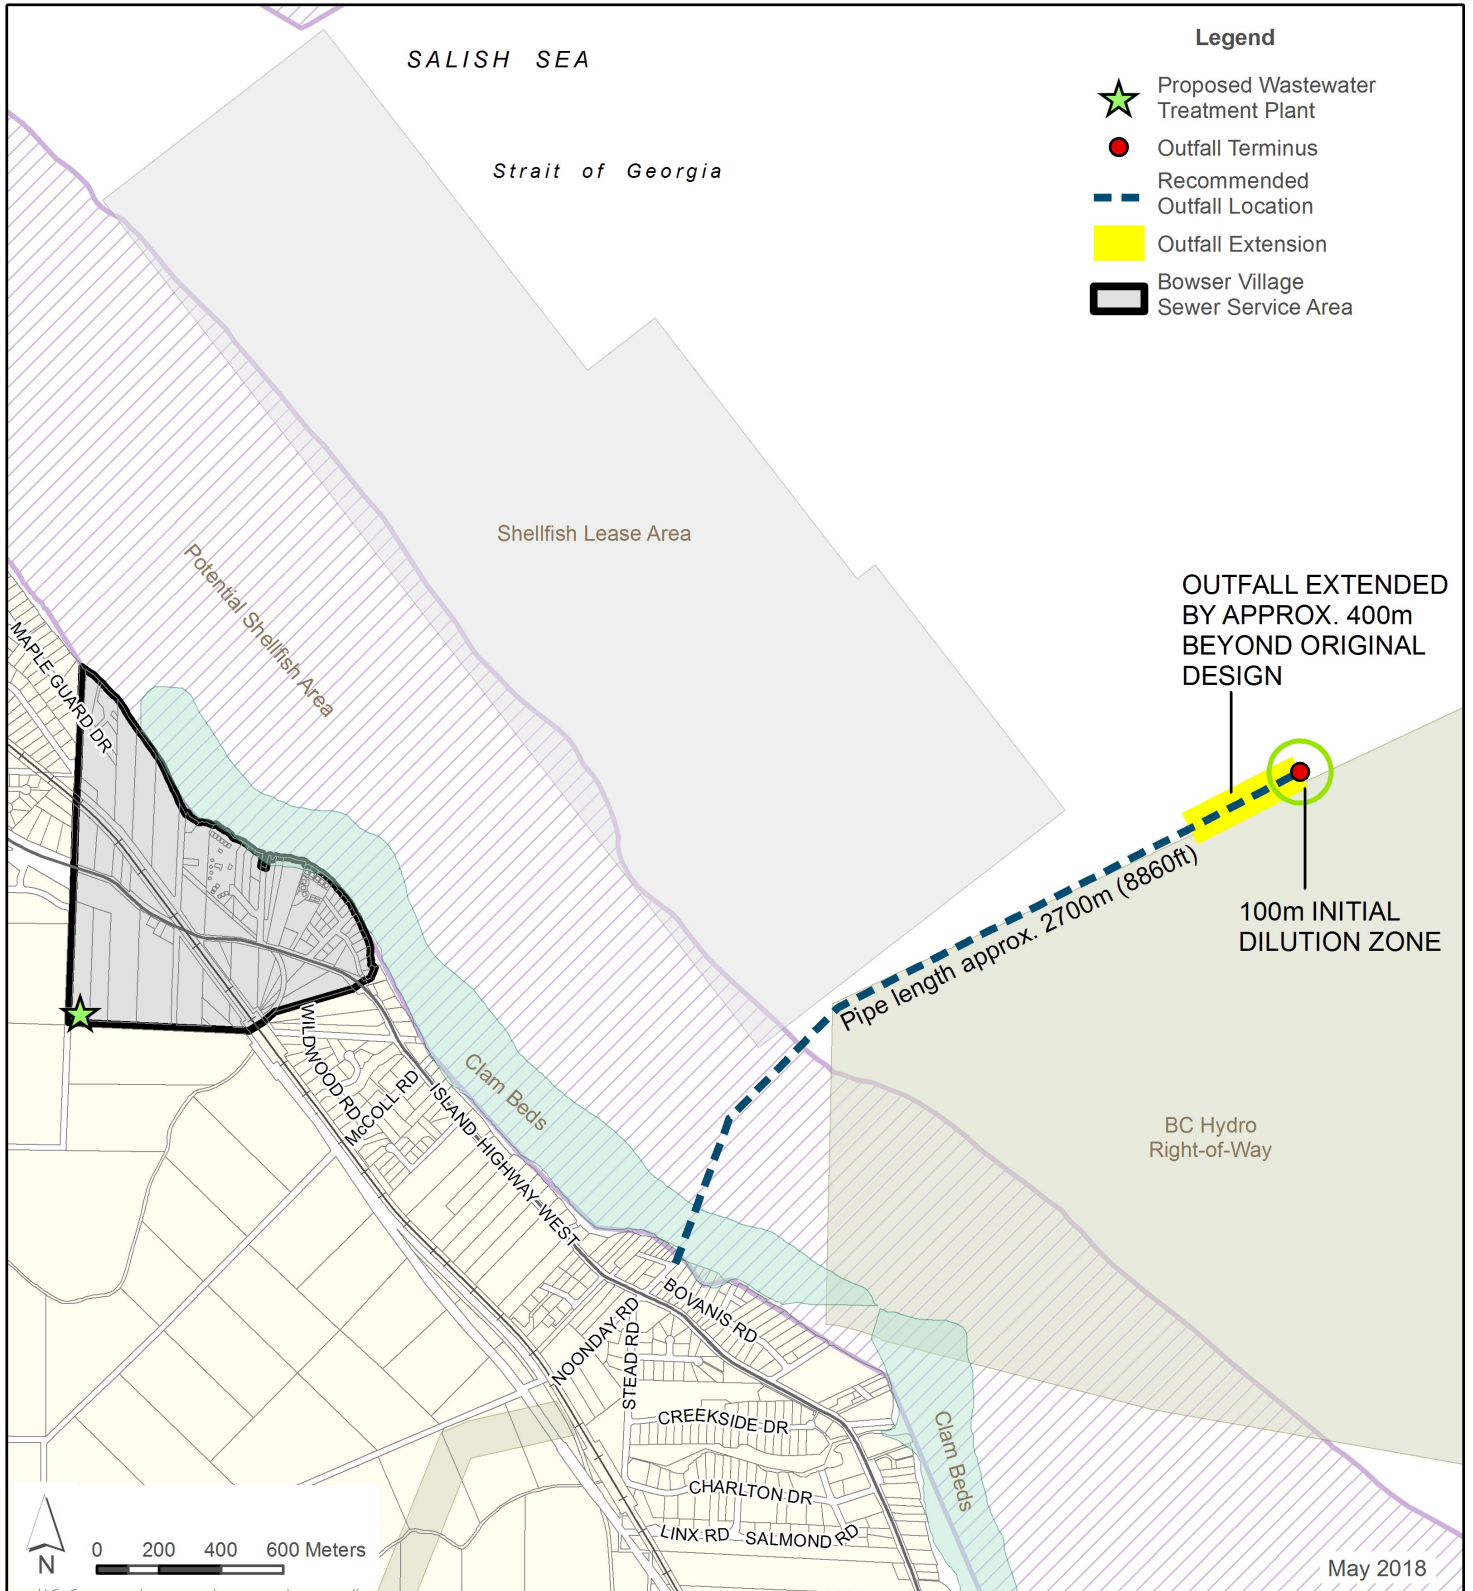 SALISH SEA
Strait of Georgia
Legend
Proposed Wastewater
Treatment Plant
Outfall Terminus
Recommended
Outfall Location
Outfall Extension
Bowser Village
Sewer Service Area
Shellfish Lease Area
Potential Shellfish Area
OUTFALL EXTENDED
BY APPROX. 400m
BEYOND ORIGINAL
DESIGN
MAPLE GUARD DR
Pipe length approx. 2700m (8860ft)
100m INITIAL
DILUTION ZONE
WILDWOOD RD
McCOLL RD
ISLAND-HIGHWAY-WEST
Clam Beds
BC Hydro
Right-of-Way
BOVANIS RD
NOONDAY RD
STEAD RD
CREEKSIDE DR
Clam Beds
CHARLTON DR
LINX RD
SALMOND RD
N
0 200 400 600 Meters
May 2018